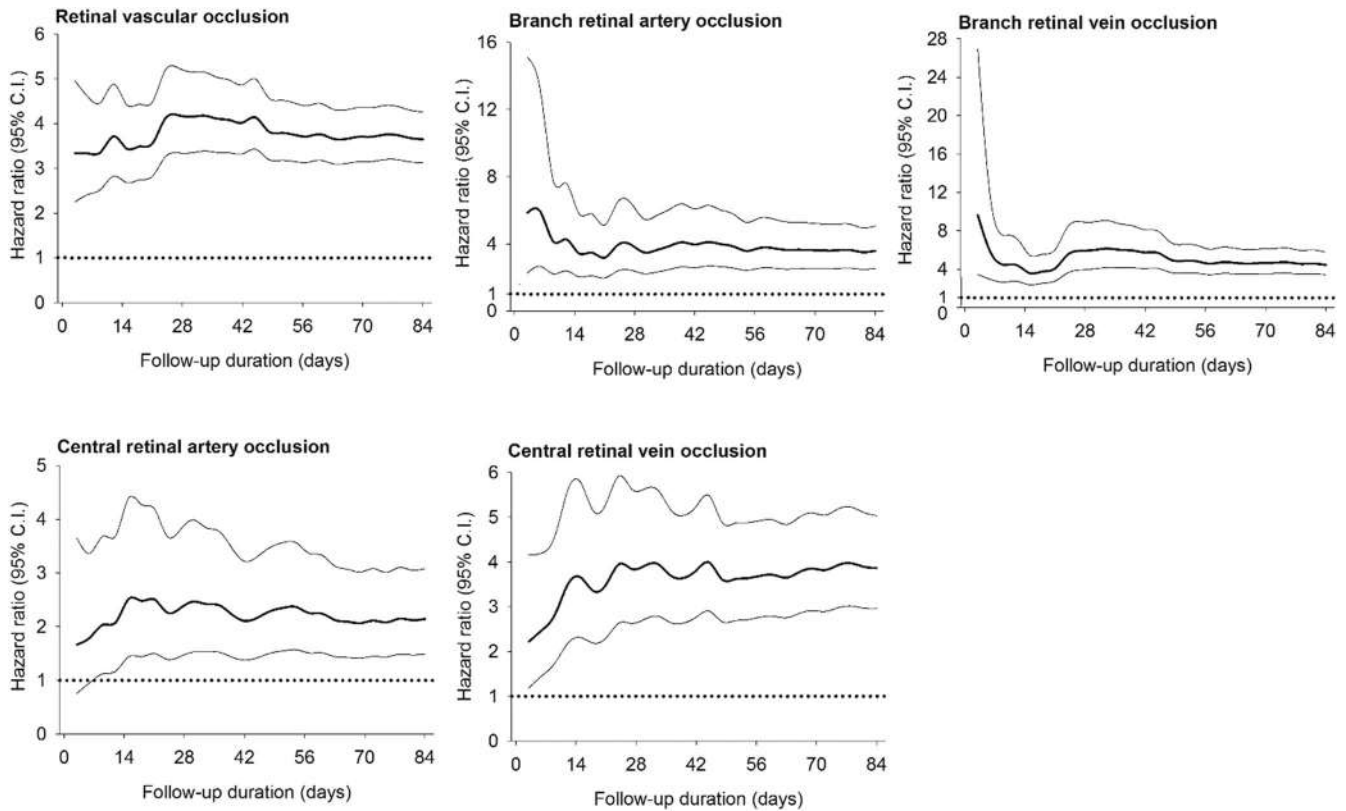 Retinal vascular occlusion
Hazard ratio (95% C.I.)
6
5
4
3
2
1
0
0 14 28 42 56 70 84
Follow-up duration (days)
Branch retinal artery occlusion
Hazard ratio (95% C.I.)
16
12
8
4
1
0
0 14 28 42 56 70 84
Follow-up duration (days)
Branch retinal vein occlusion
Hazard ratio (95% C.I.)
28
24
20
16
12
8
4
1
0
0 14 28 42 56 70 84
Follow-up duration (days)
Central retinal artery occlusion
Hazard ratio (95% C.I.)
5
4
3
2
1
0
0 14 28 42 56 70 84
Follow-up duration (days)
Central retinal vein occlusion
Hazard ratio (95% C.I.)
6
5
4
3
2
1
0
0 14 28 42 56 70 84
Follow-up duration (days)